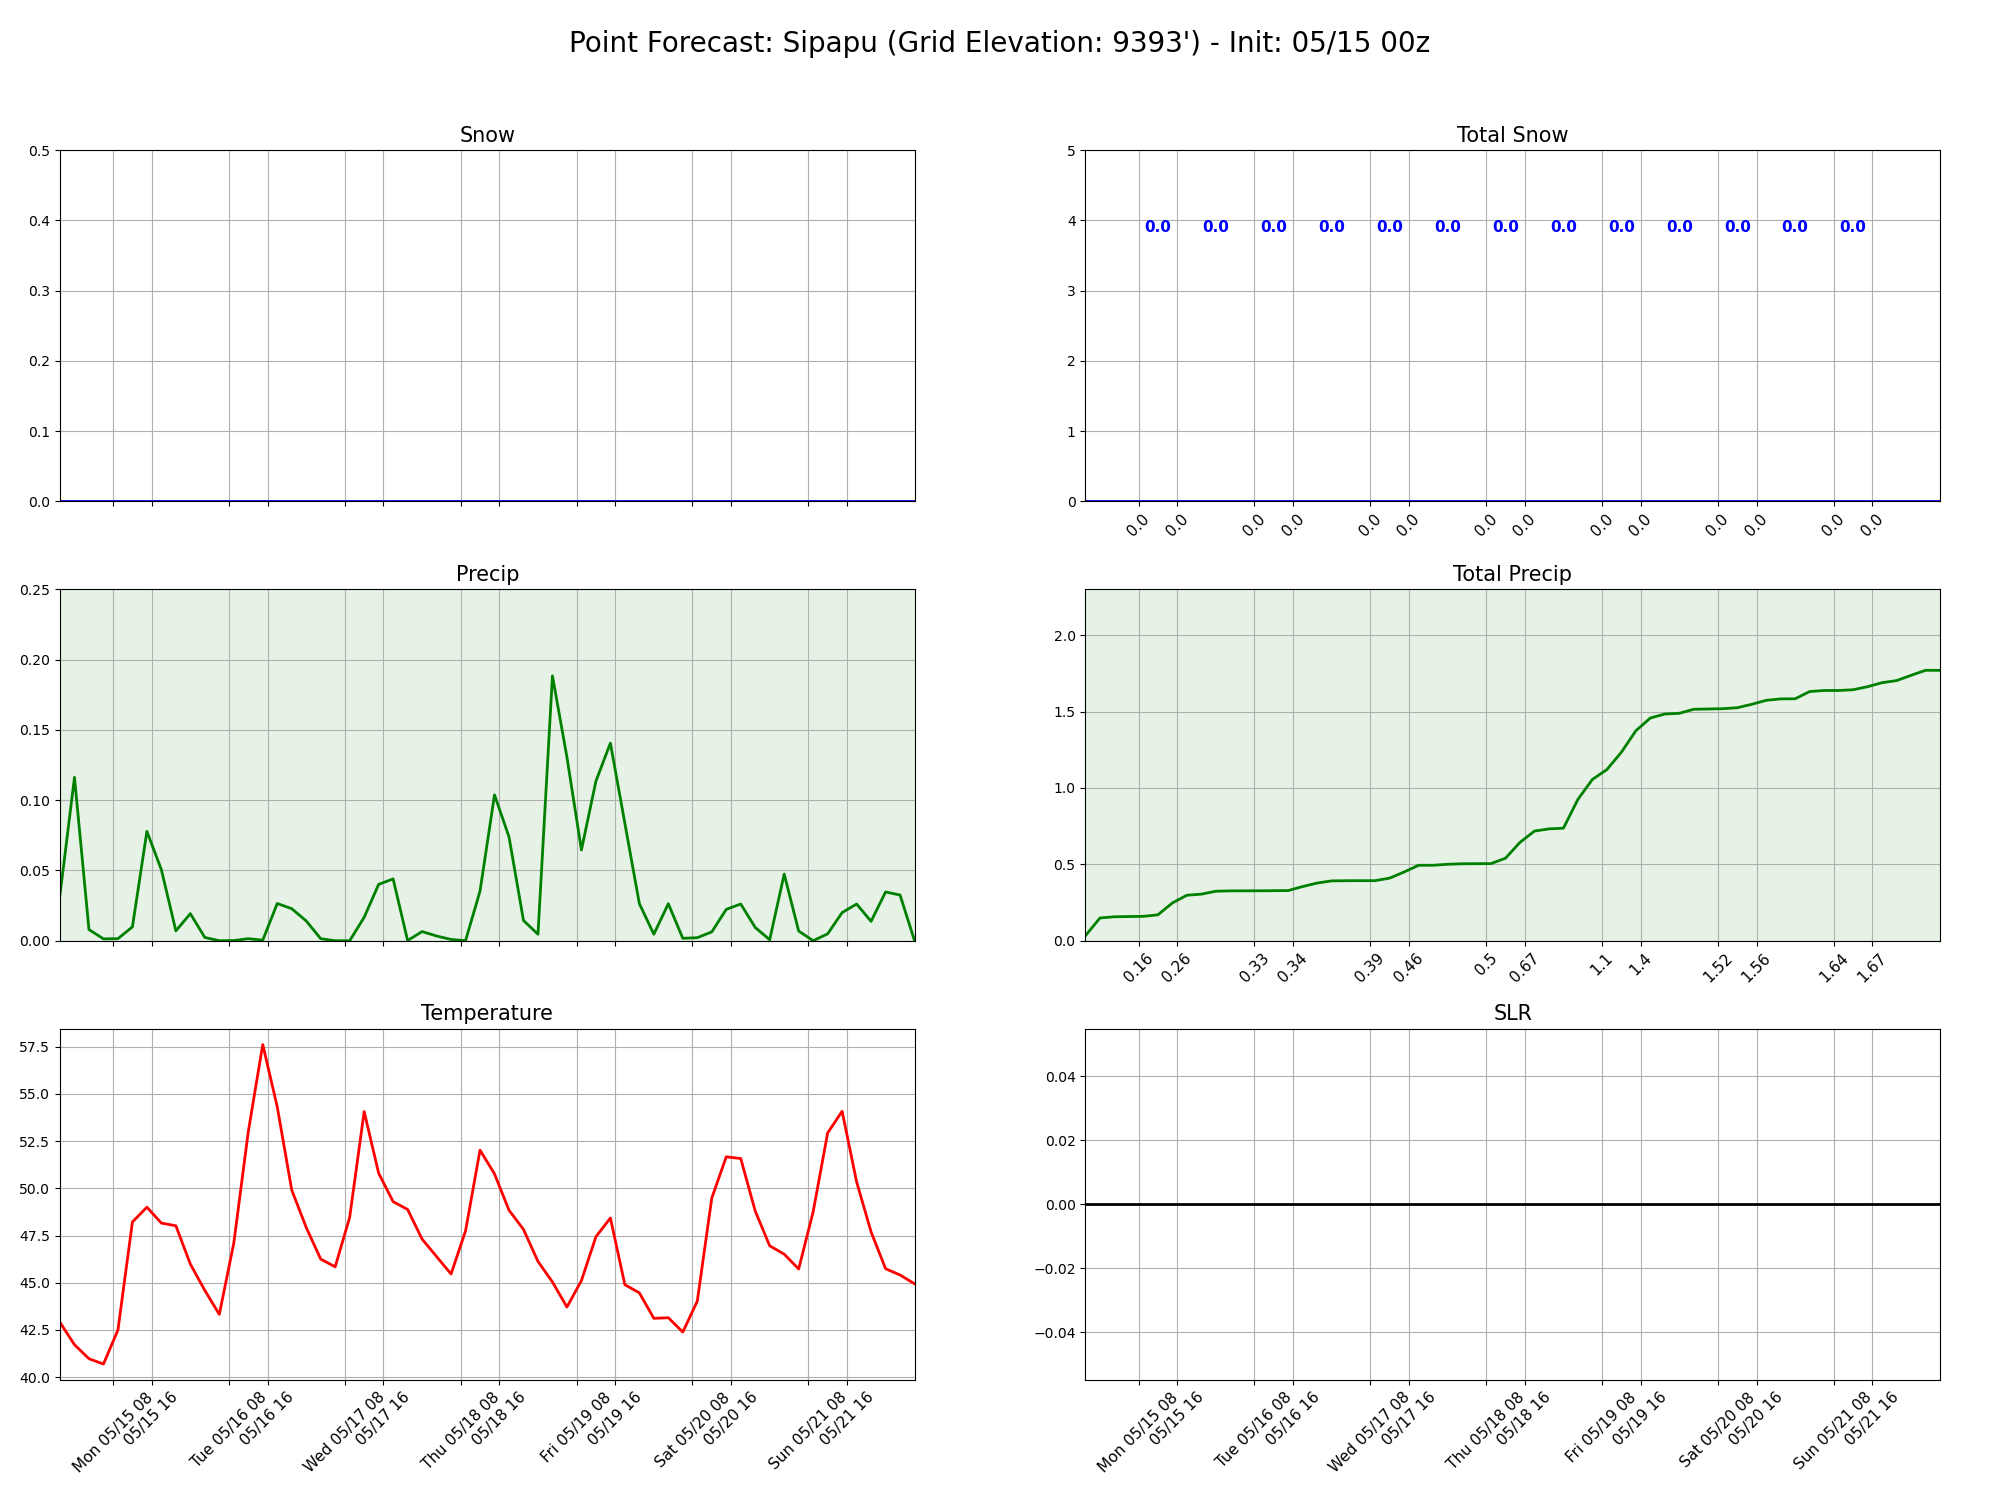 Point Forecast: Sipapu (Grid Elevation: 9393') - Init: 05/15 00z
Snow
0.5
0.4
0.3
0.2
0.1
0.0
Total Snow
5
4
3
2
1
0
0.0 0.0 0.0 0.0 0.0 0.0 0.0 0.0 0.0 0.0 0.0 0.0 0.0
0.0 0.0 0.0 0.0 0.0 0.0 0.0 0.0 0.0 0.0 0.0 0.0 0.0 0.0
Precip
0.25
0.20
0.15
0.10
0.05
0.00
Total Precip
2.0
1.5
1.0
0.5
0.0
0.16 0.26 0.33 0.34 0.39 0.46 0.5 0.67 1.1 1.4 1.52 1.56 1.64 1.67
Temperature
57.5
55.0
52.5
50.0
47.5
45.0
42.5
40.0
Mon 05/15 08
05/15 16
Tue 05/16 08
05/16 16
Wed 05/17 08
05/17 16
Thu 05/18 08
05/18 16
Fri 05/19 08
05/19 16
Sat 05/20 08
05/20 16
Sun 05/21 08
05/21 16
SLR
0.04
0.02
0.00
−0.02
−0.04
Mon 05/15 08
05/15 16
Tue 05/16 08
05/16 16
Wed 05/17 08
05/17 16
Thu 05/18 08
05/18 16
Fri 05/19 08
05/19 16
Sat 05/20 08
05/20 16
Sun 05/21 08
05/21 16